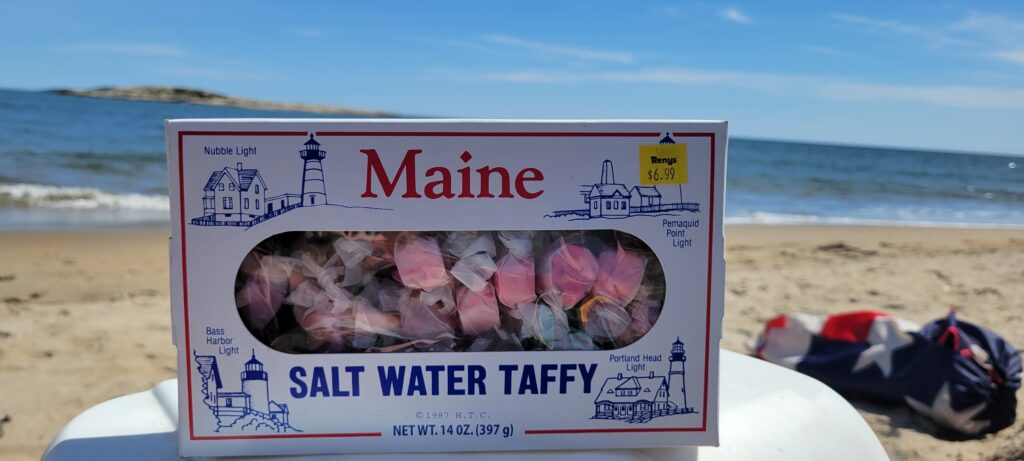 Nubble Light
Maine
Renys
$6.99
Pemaquid
Point
Light
Bass
Harbor
Light
Portland Head
Light
SALT WATER TAFFY
©1987 H.T.C.
NET WT. 14 OZ. (397 g)